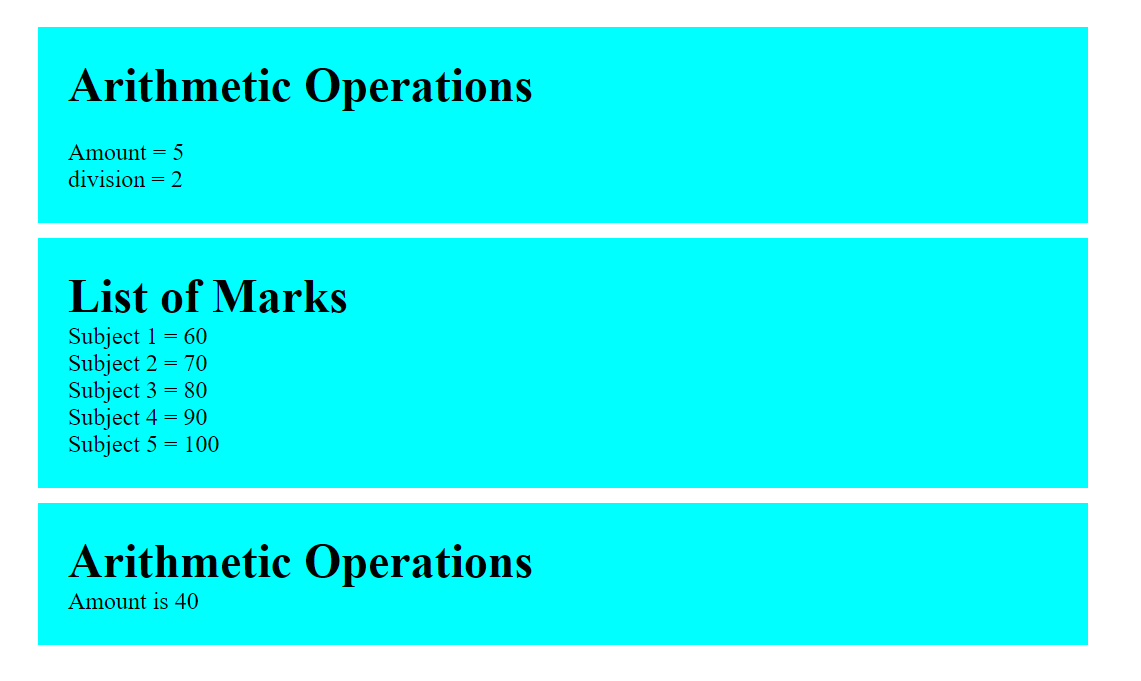 Arithmetic Operations
Amount = 5
division = 2
List of Marks
Subject 1 = 60
Subject 2 = 70
Subject 3 = 80
Subject 4 = 90
Subject 5 = 100
Arithmetic Operations
Amount is 40